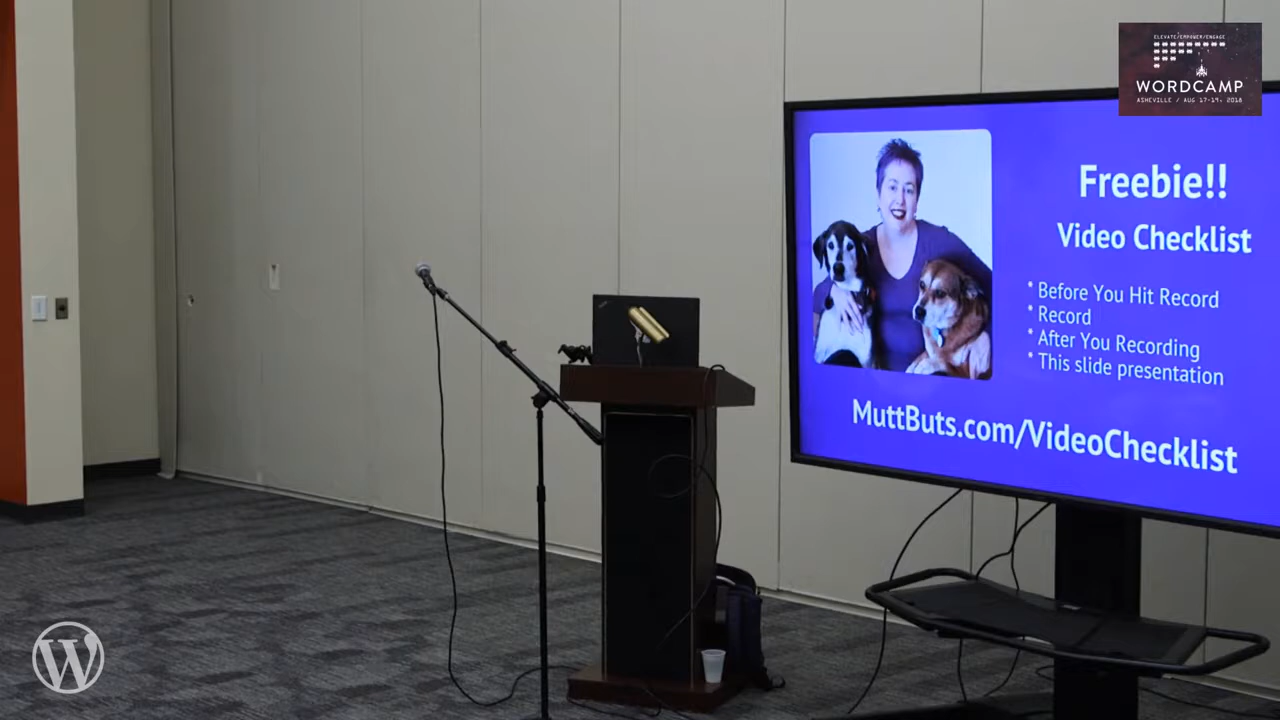 ELEVATE/EMPOWER/ENGAGE
WORDCAMP
ASHEVILLE / AUG 17-19, 2018
Freebie!!
Video Checklist
* Before You Hit Record
* Record
* After You Recording
* This slide presentation
MuttButs.com/VideoChecklist
W